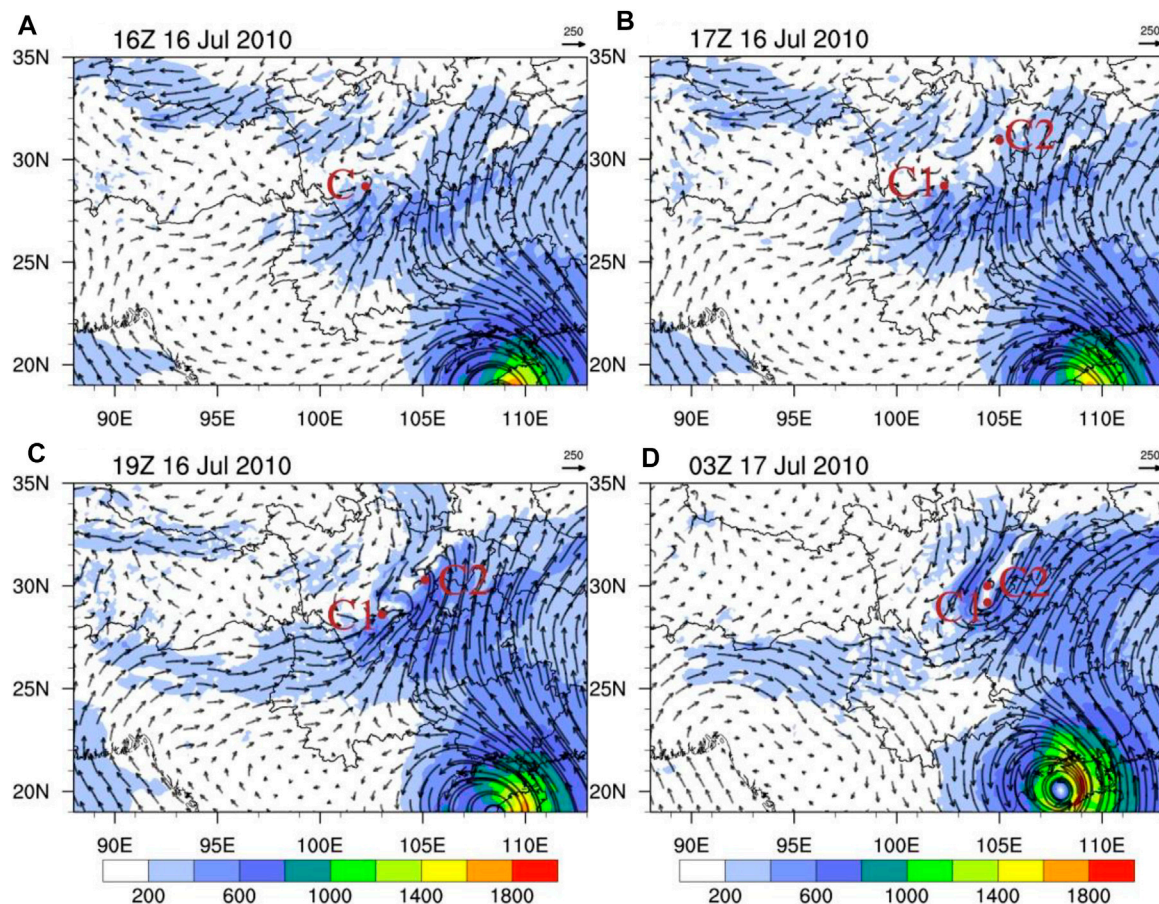 A
16Z 16 Jul 2010
250
35N
30N
25N
20N
90E 95E 100E 105E 110E
C
B
17Z 16 Jul 2010
250
35N
30N
25N
20N
90E 95E 100E 105E 110E
C2
C1
C
19Z 16 Jul 2010
250
35N
30N
25N
20N
90E 95E 100E 105E 110E
C2
C1
200 600 1000 1400 1800
D
03Z 17 Jul 2010
250
35N
30N
25N
20N
90E 95E 100E 105E 110E
C2
C1
200 600 1000 1400 1800